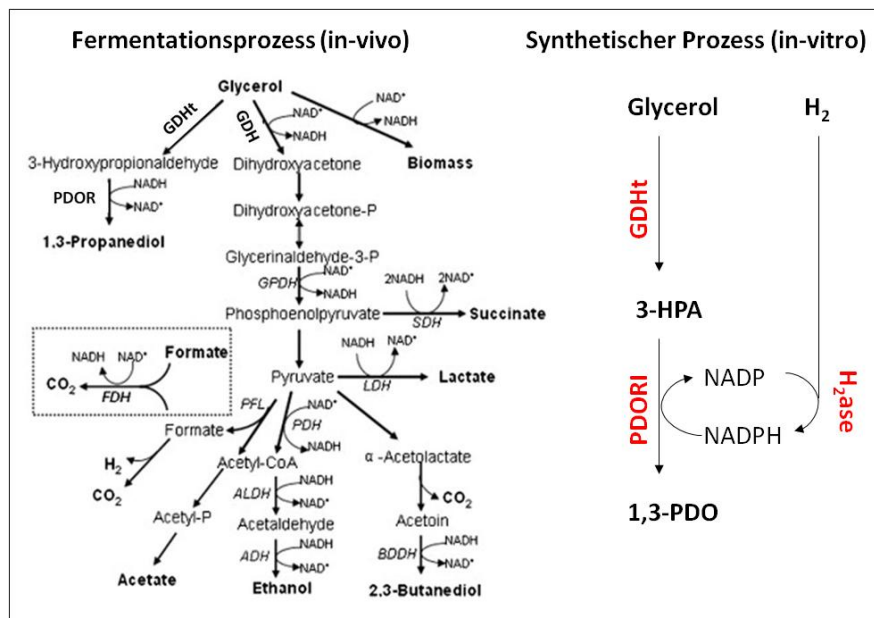 Fermentationsprozess (in-vivo)
Synthetischer Prozess (in-vitro)
Glycerol
GDHt
GDH
NAD⁺
NADH
NAD⁺
NADH
3-Hydroxypropionaldehyde
Dihydroxyacetone
Biomass
PDOR
NADH
NAD⁺
1,3-Propanediol
Dihydroxyacetone-P
Glycerinaldehyde-3-P
GPDH
NAD⁺
NADH
2NADH
2NAD⁺
Phosphoenolpyruvate
SDH
Succinate
NADH
NAD⁺
Formate
CO₂
FDH
NADH
NAD⁺
Pyruvate
LDH
Lactate
PFL
NAD⁺
PDH
NADH
Formate
H₂
CO₂
Acetyl-CoA
α -Acetolactate
CO₂
ALDH
NADH
NAD⁺
Acetyl-P
Acetaldehyde
Acetoin
ADH
NADH
NAD⁺
BDDH
NADH
NAD⁺
Acetate
Ethanol
2,3-Butanediol
Glycerol
H₂
GDHt
3-HPA
PDORI
NADP
NADPH
H₂ase
1,3-PDO